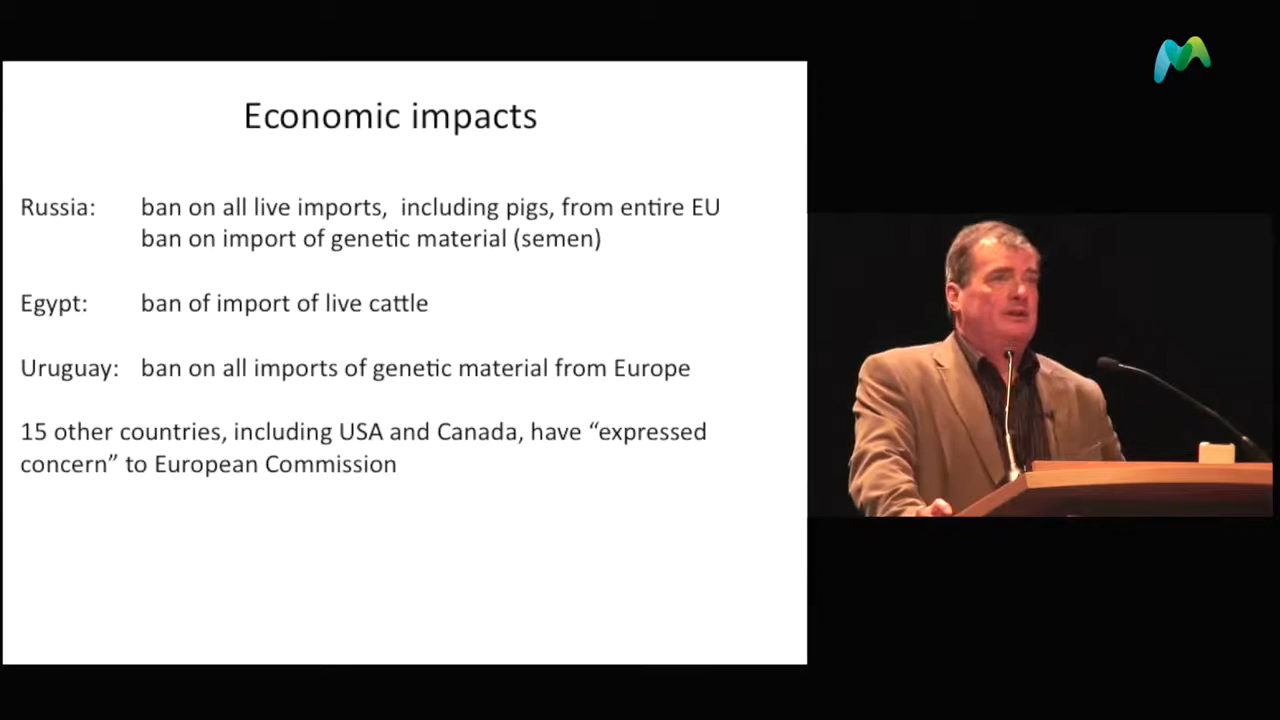 Economic impacts
Russia: ban on all live imports, including pigs, from entire EU
ban on import of genetic material (semen)
Egypt: ban of import of live cattle
Uruguay: ban on all imports of genetic material from Europe
15 other countries, including USA and Canada, have “expressed
concern” to European Commission